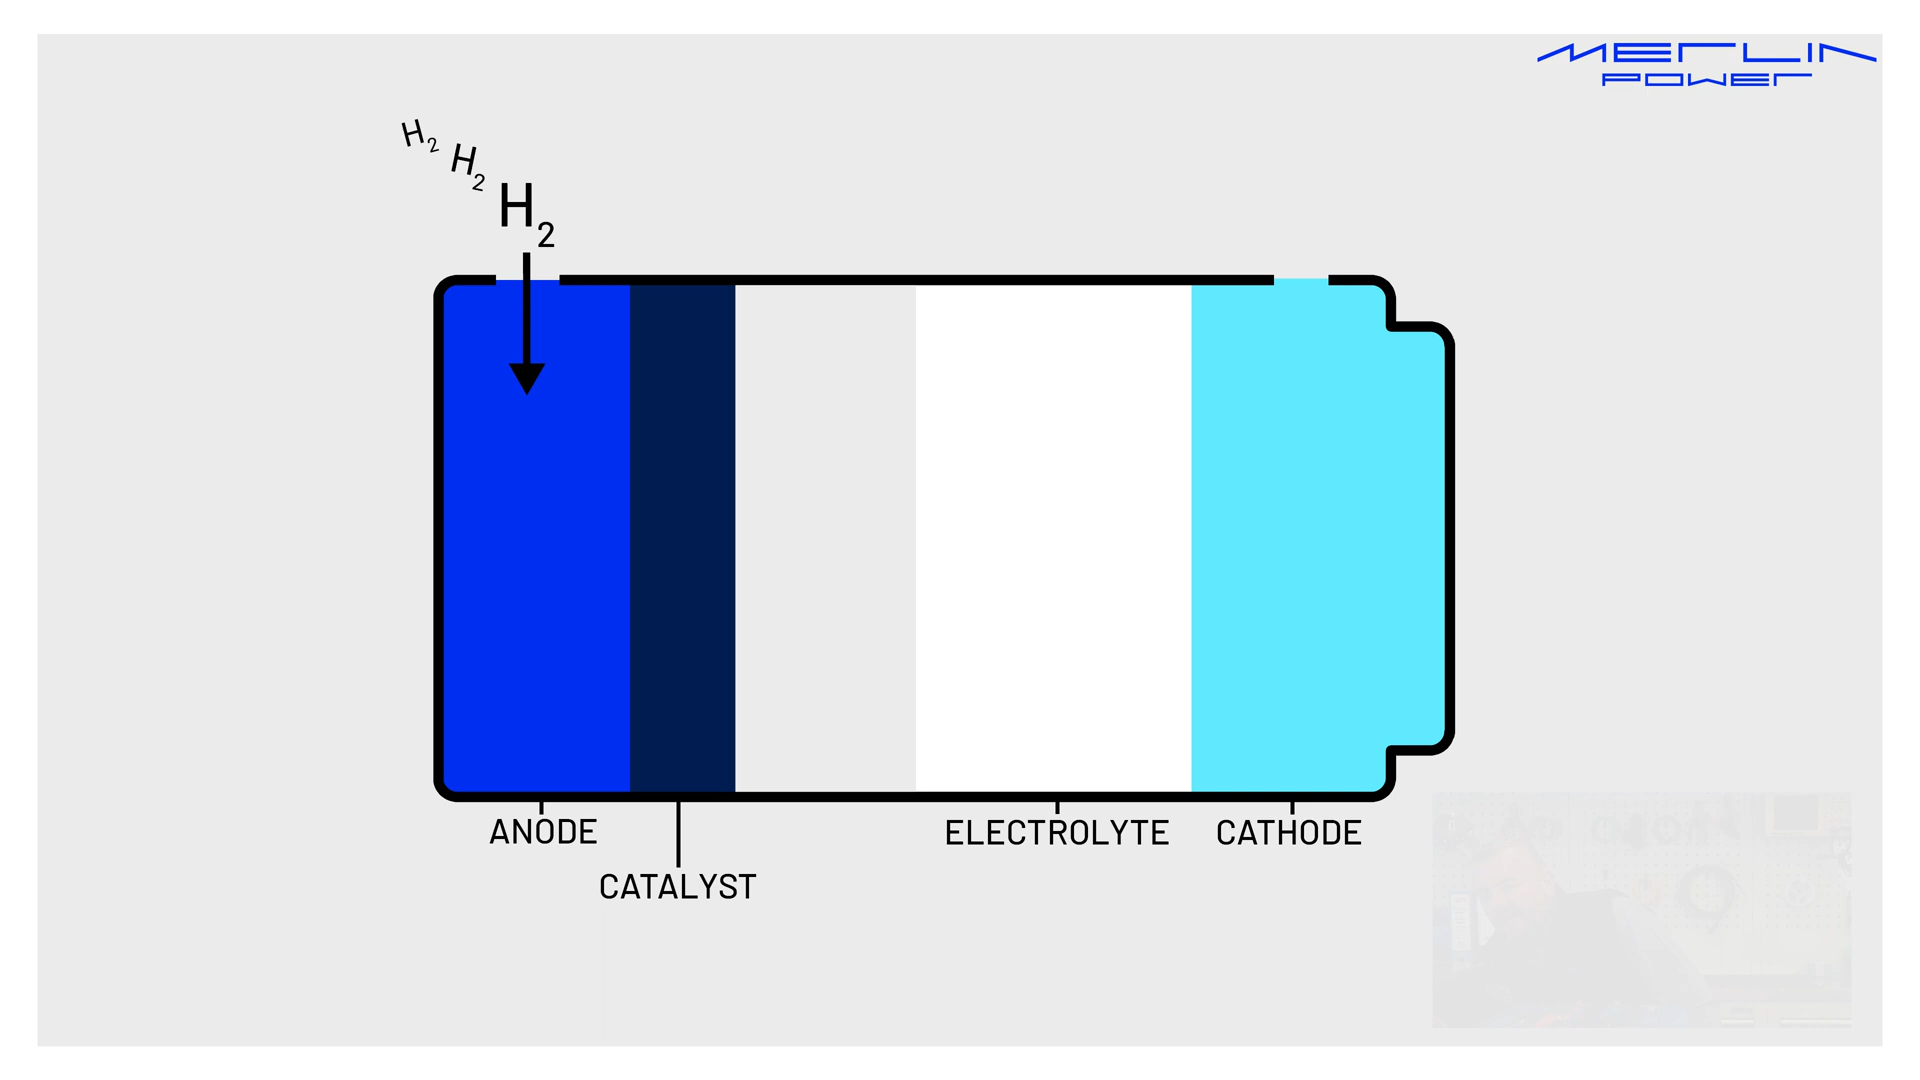 MERLIN
POWER
H2
H2
H2
ANODE
ELECTROLYTE
CATHODE
CATALYST